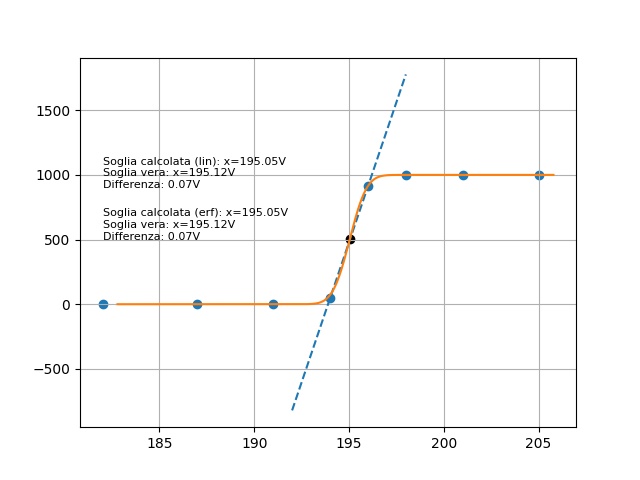 1500
1000
500
0
−500
Soglia calcolata (lin): x=195.05V
Soglia vera: x=195.12V
Differenza: 0.07V
Soglia calcolata (erf): x=195.05V
Soglia vera: x=195.12V
Differenza: 0.07V
185 190 195 200 205